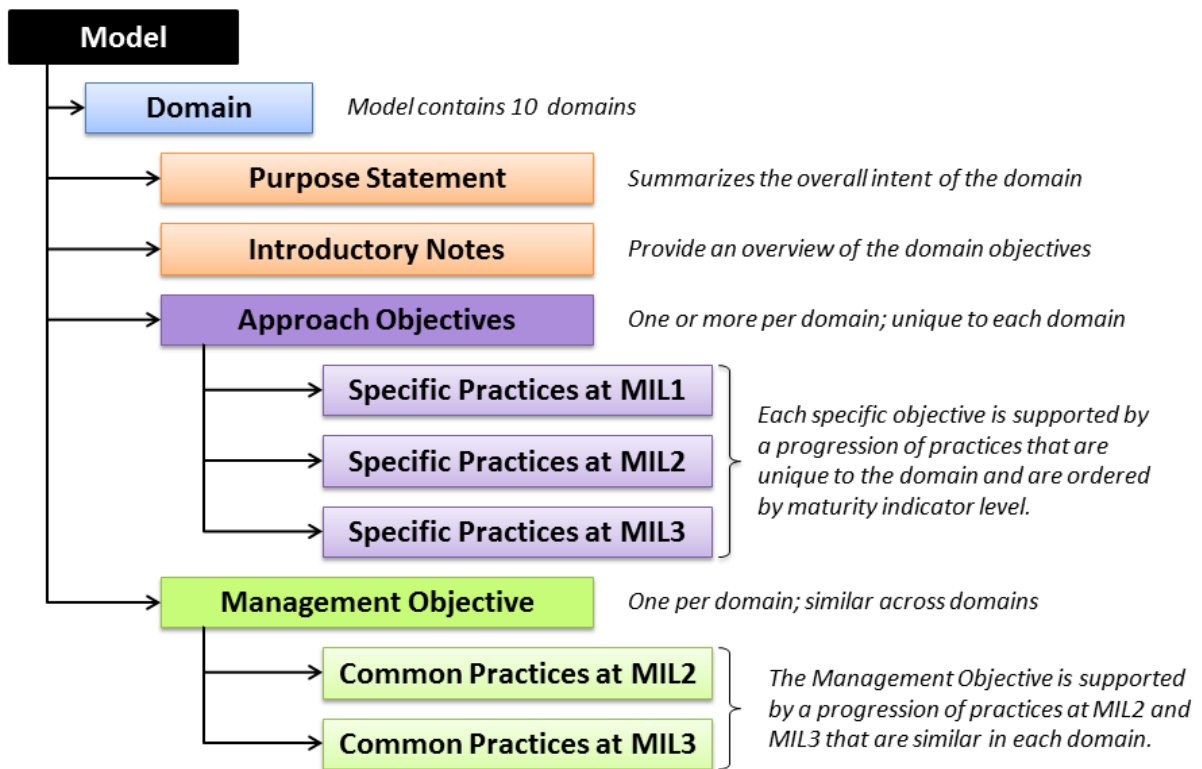 Model
Domain
Model contains 10 domains
Purpose Statement
Summarizes the overall intent of the domain
Introductory Notes
Provide an overview of the domain objectives
Approach Objectives
One or more per domain; unique to each domain
Specific Practices at MIL1
Specific Practices at MIL2
Specific Practices at MIL3
Each specific objective is supported by
a progression of practices that are
unique to the domain and are ordered
by maturity indicator level.
Management Objective
One per domain; similar across domains
Common Practices at MIL2
Common Practices at MIL3
The Management Objective is supported
by a progression of practices at MIL2 and
MIL3 that are similar in each domain.